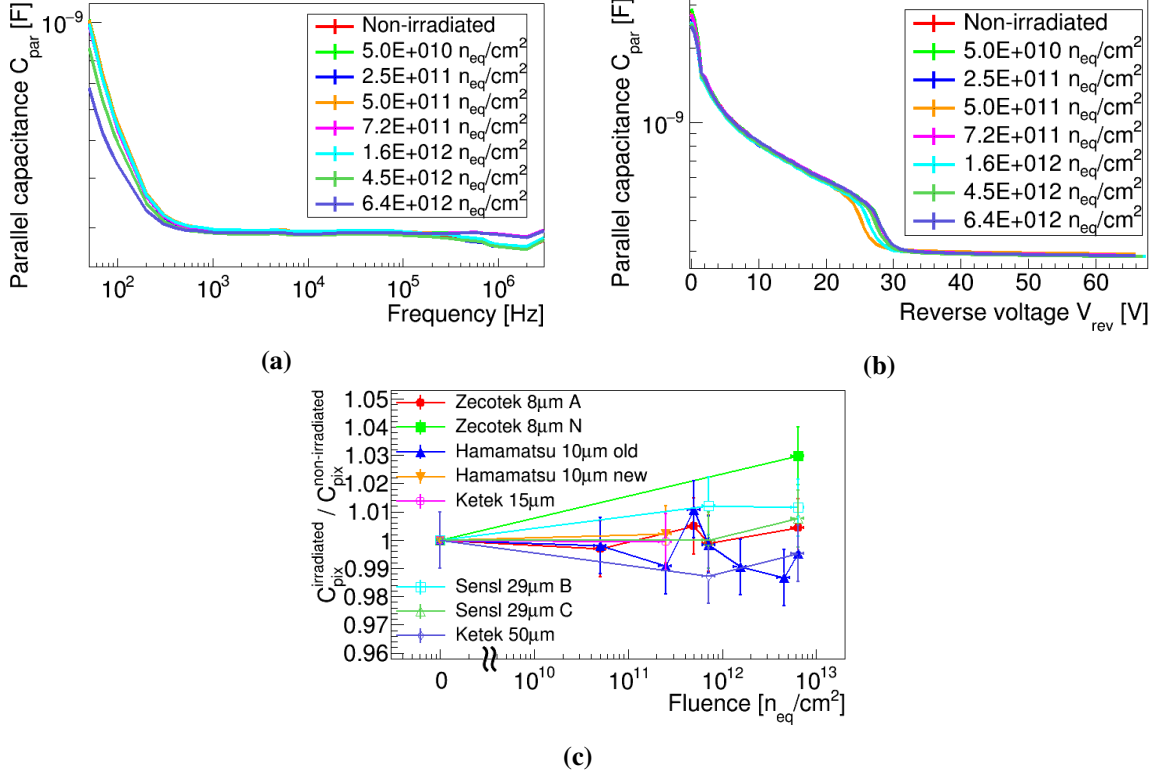 Parallel capacitance C_par [F]
10^-9
Non-irradiated
5.0E+010 n_eq/cm^2
2.5E+011 n_eq/cm^2
5.0E+011 n_eq/cm^2
7.2E+011 n_eq/cm^2
1.6E+012 n_eq/cm^2
4.5E+012 n_eq/cm^2
6.4E+012 n_eq/cm^2
10^2 10^3 10^4 10^5 10^6
Frequency [Hz]
(a)
Parallel capacitance C_par [F]
10^-9
Non-irradiated
5.0E+010 n_eq/cm^2
2.5E+011 n_eq/cm^2
5.0E+011 n_eq/cm^2
7.2E+011 n_eq/cm^2
1.6E+012 n_eq/cm^2
4.5E+012 n_eq/cm^2
6.4E+012 n_eq/cm^2
0 10 20 30 40 50 60
Reverse voltage V_rev [V]
(b)
C_pix^irradiated / C_pix^non-irradiated
1.05
1.04
1.03
1.02
1.01
1
0.99
0.98
0.97
0.96
Zecotek 8μm A
Zecotek 8μm N
Hamamatsu 10μm old
Hamamatsu 10μm new
Ketek 15μm
Sensl 29μm B
Sensl 29μm C
Ketek 50μm
0 10^10 10^11 10^12 10^13
Fluence [n_eq/cm^2]
(c)